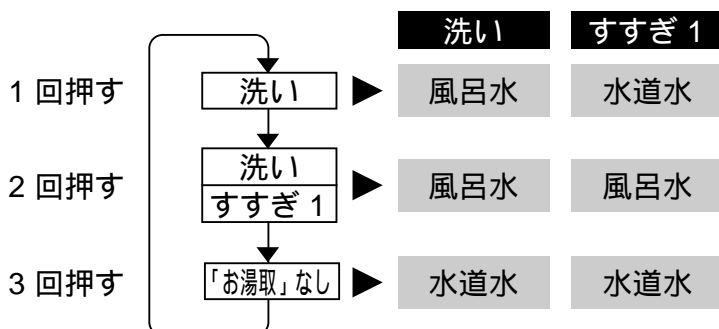 洗い すすぎ 1
1 回押す 洗い 風呂水 水道水
2 回押す 洗い すすぎ 1 風呂水 風呂水
3 回押す 「お湯取」なし 水道水 水道水